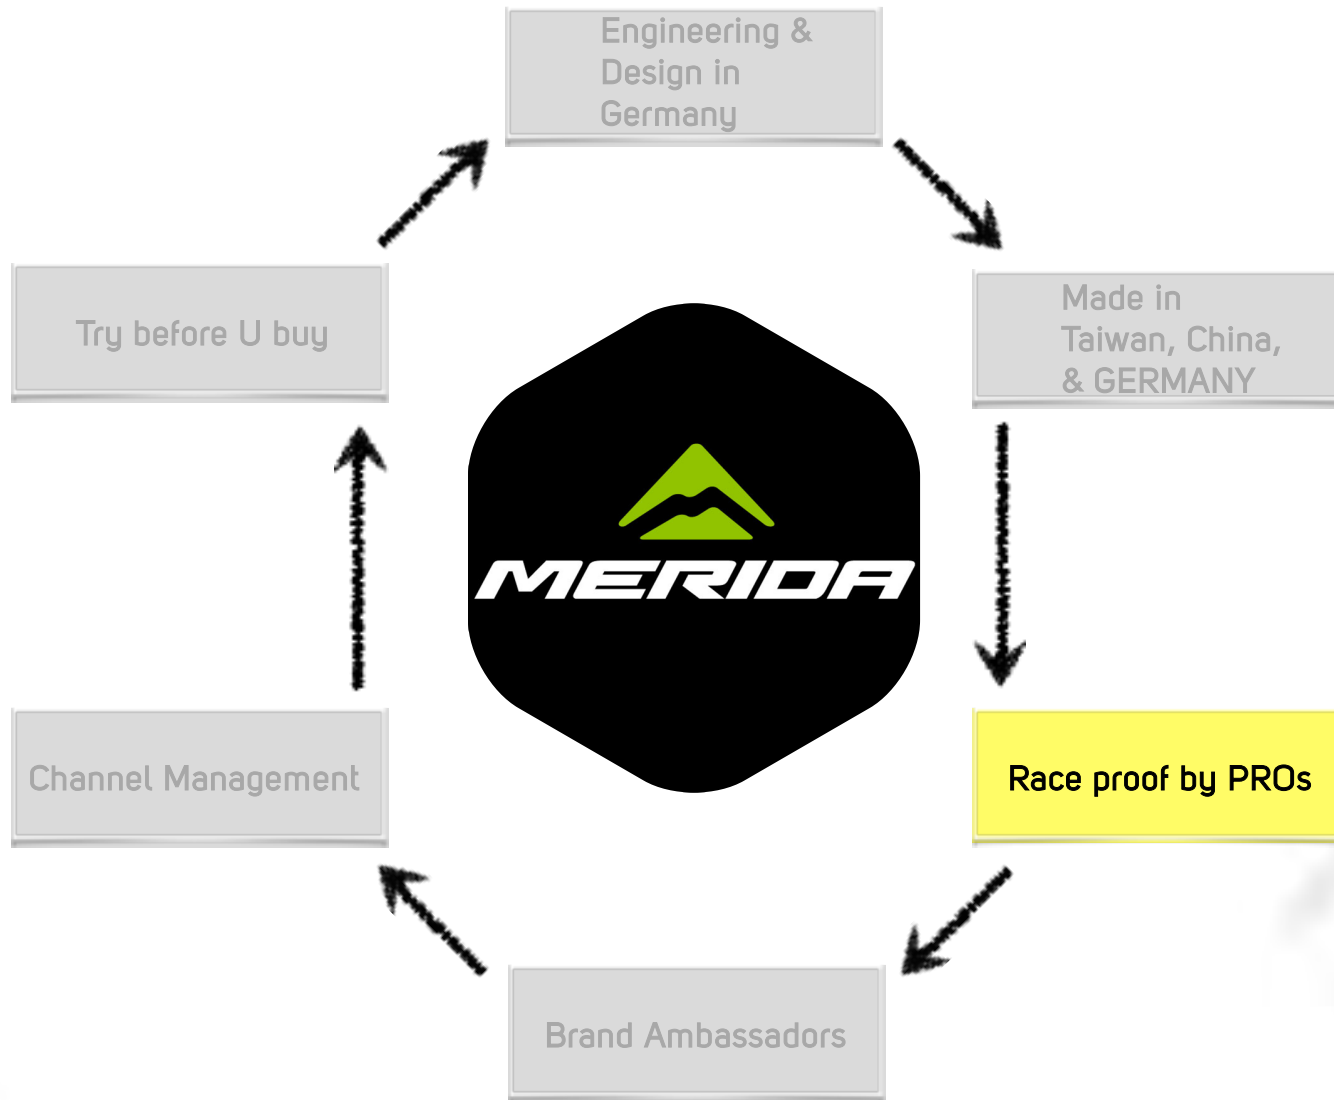 Engineering &
Design in
Germany
Try before U buy
Made in
Taiwan, China,
& GERMANY
MERIDA
Channel Management
Race proof by PROs
Brand Ambassadors